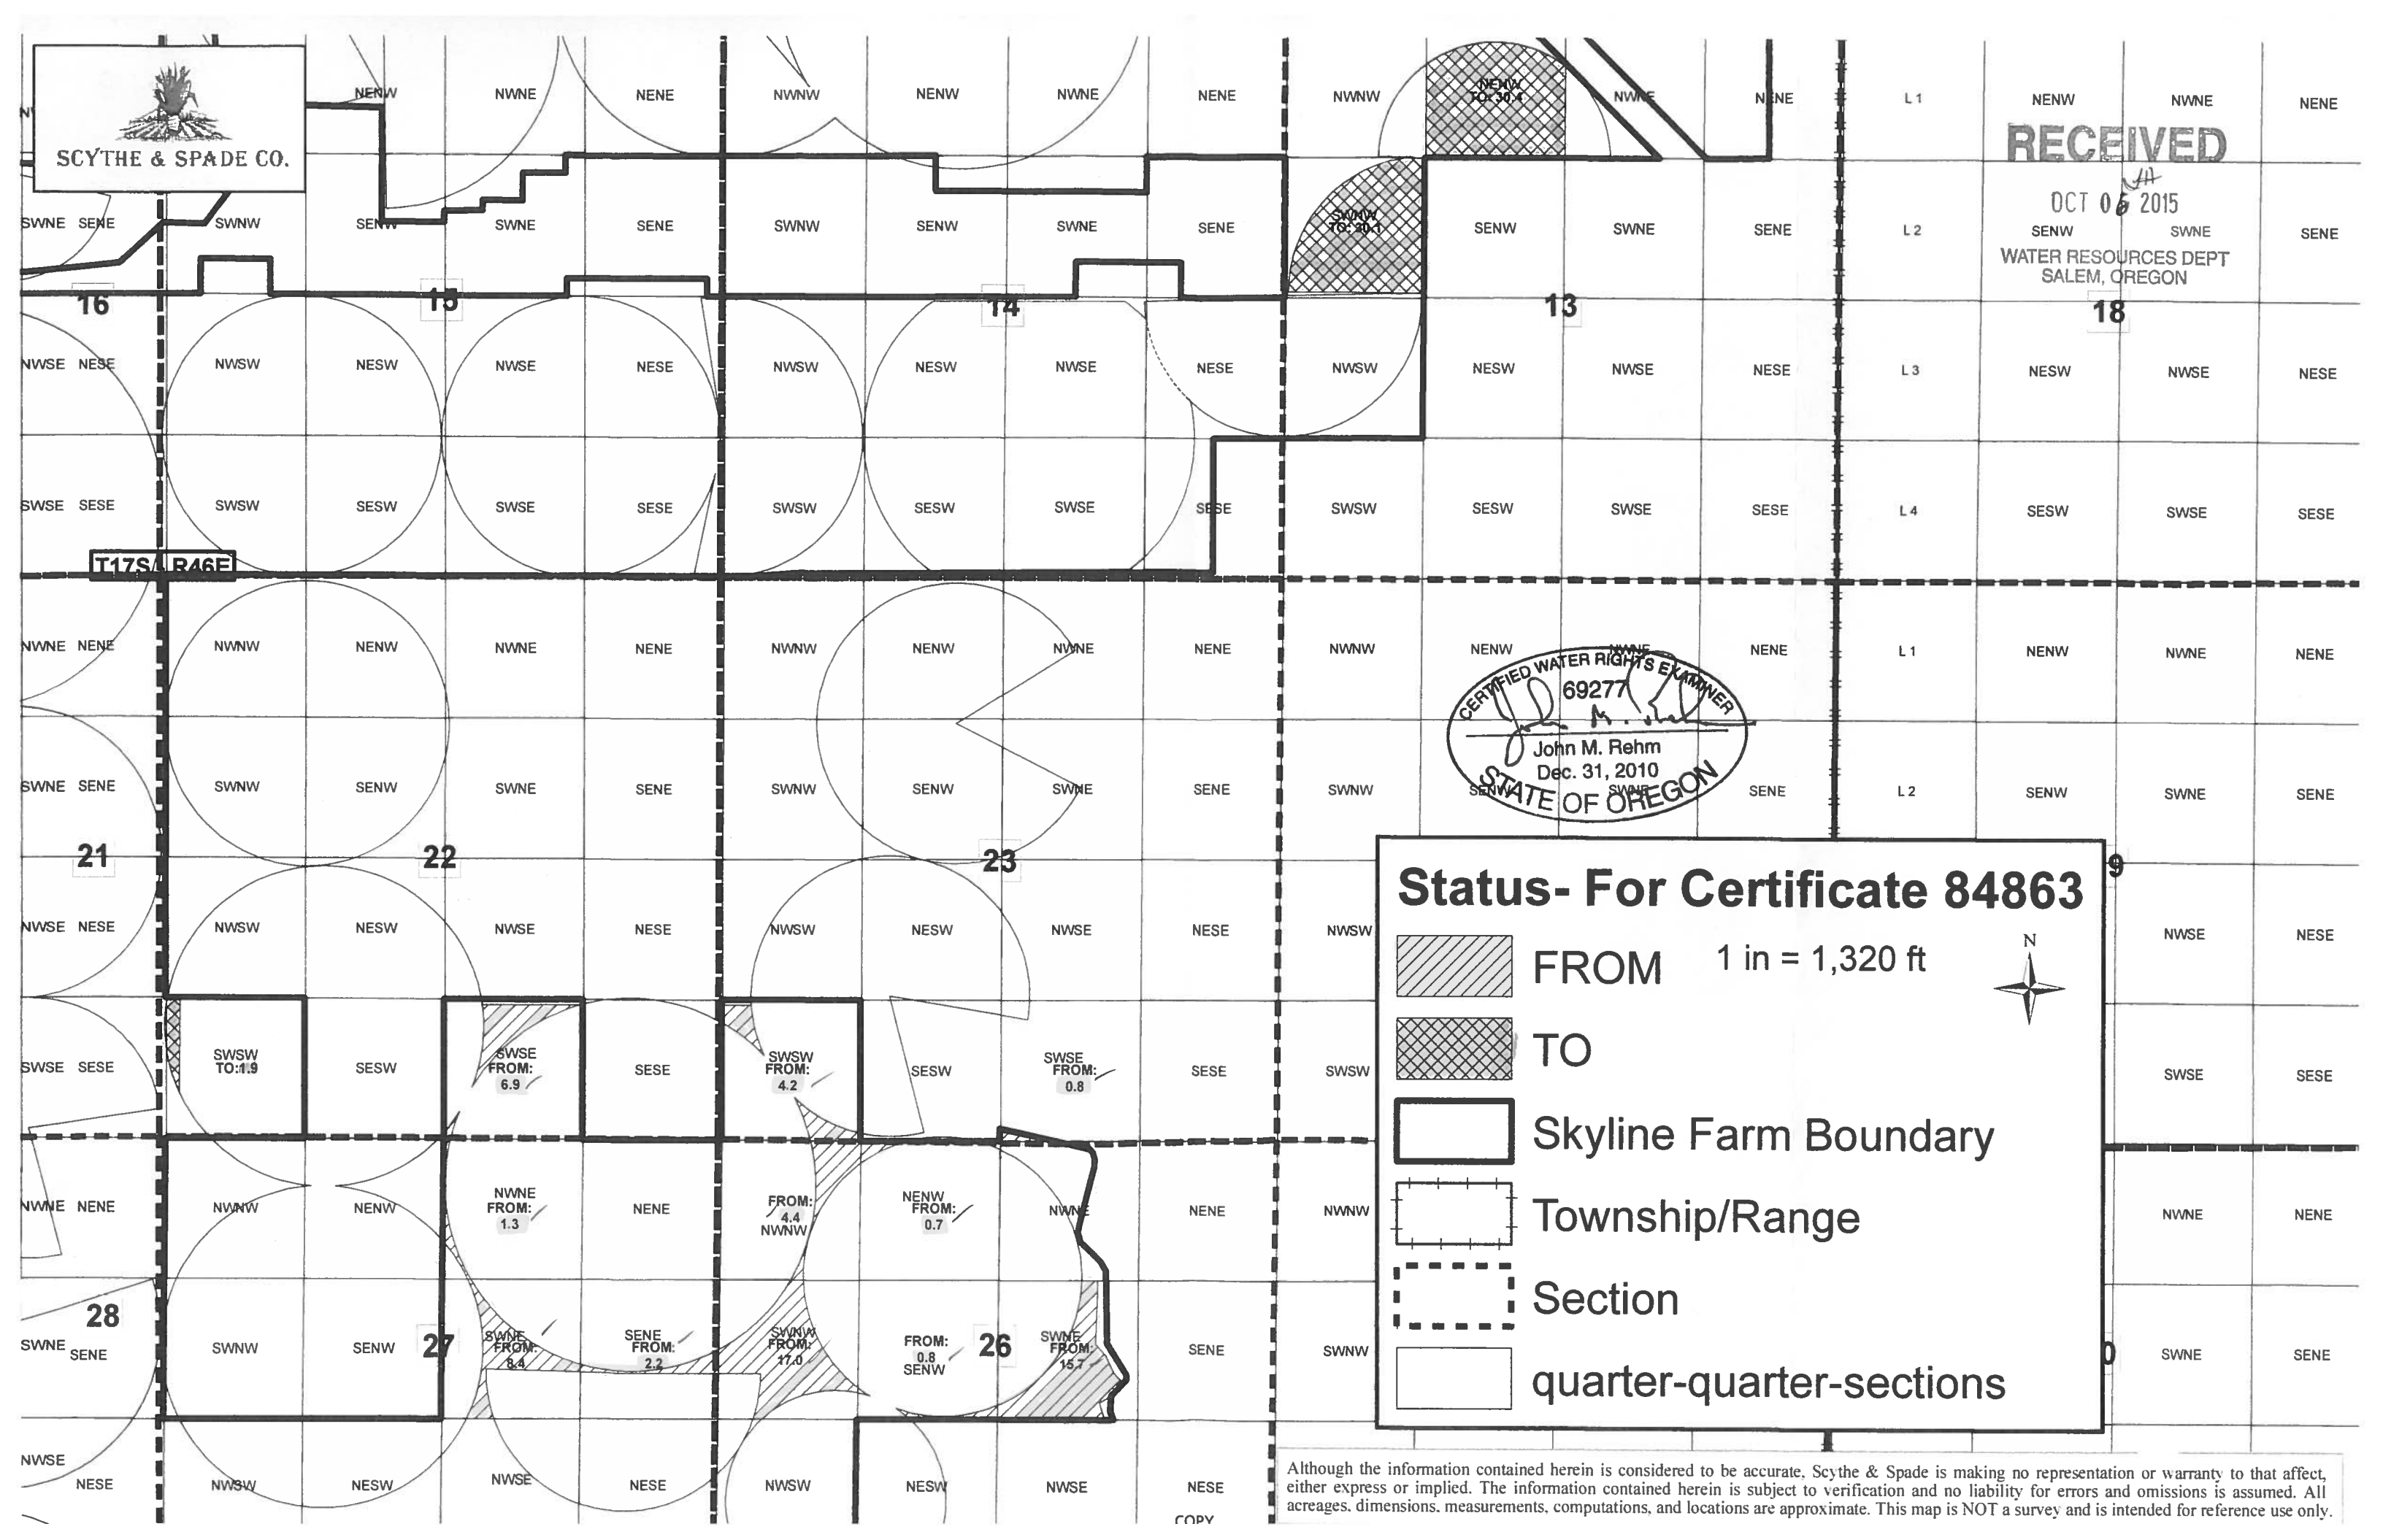 SCYTHE & SPADE CO.
NENW NWNE NENE NWNW NENW NWNE NENE NWNW NENW TO: 30.4 NWNE NENE L1 NENW NWNE NENE
RECEIVED
OCT 2015
SWNE SENE SWNW SENW SWNE SENE SWNW SENW SWNE SENE SWNW TO: 30.1 SENW SWNE SENE L2 SENW SWNE SENE
WATER RESOURCES DEPT
SALEM, OREGON
16 15 14 13 18
NWSE NESE NWSW NESW NWSE NESE NWSW NESW NWSE NESE NWSW NESW NWSE NESE L3 NESW NWSE NESE
SWSE SESE SWSW SESW SWSE SESE SWSW SESW SWSE SESE SWSW SESW SWSE SESE L4 SESW SWSE SESE
T17S/ R46E
NWNE NENE NWNW NENW NWNE NENE NWNW NENW NWNE NENE NWNW NENW NWNE NENE L1 NENW NWNE NENE
CERTIFIED WATER RIGHTS EXAMINER
69277
John M. Rehm
Dec. 31, 2010
STATE OF OREGON
SWNE SENE SWNW SENW SWNE SENE SWNW SENW SWNE SENE SWNW SENW SWNE SENE L2 SENW SWNE SENE
21 22 23 9
NWSE NESE NWSW NESW NWSE NESE NWSW NESW NWSE NESE NWSW NWSE NESE
SWSE SESE SWSW TO:1.9 SESW SWSE FROM: 6.9 SESE SWSW FROM: 4.2 SESW SWSE FROM: 0.8 SESE SWSW SWSE SESE
NWNE NENE NWNW NENW NWNE FROM: 1.3 NENE FROM: 4.4 NWNW NENW FROM: 0.7 NWNE NENE NWNW NWNE NENE
28 27 26 0
SWNE SENE SWNW SENW SWNE FROM: 8.4 SENE FROM: 2.2 SWNW FROM: 17.0 FROM: 0.8 SENW SWNE FROM: 15.7 SENE SWNW SWNE SENE
NWSE NESE NWSW NESW NWSE NESE NWSW NESW NWSE NESE
COPY
Status- For Certificate 84863
FROM 1 in = 1,320 ft
N
TO
Skyline Farm Boundary
Township/Range
Section
quarter-quarter-sections
Although the information contained herein is considered to be accurate, Scythe & Spade is making no representation or warranty to that affect,
either express or implied. The information contained herein is subject to verification and no liability for errors and omissions is assumed. All
acreages, dimensions, measurements, computations, and locations are approximate. This map is NOT a survey and is intended for reference use only.